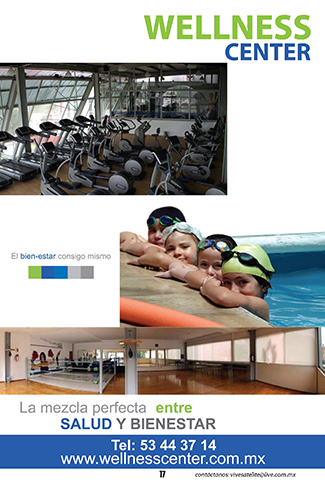 WELLNESS
CENTER
El bien-estar consigo mismo
La mezcla perfecta entre
SALUD Y BIENESTAR
Tel: 53 44 37 14
www.wellnesscenter.com.mx
17
contáctanos: vivesatelite@live.com.mx